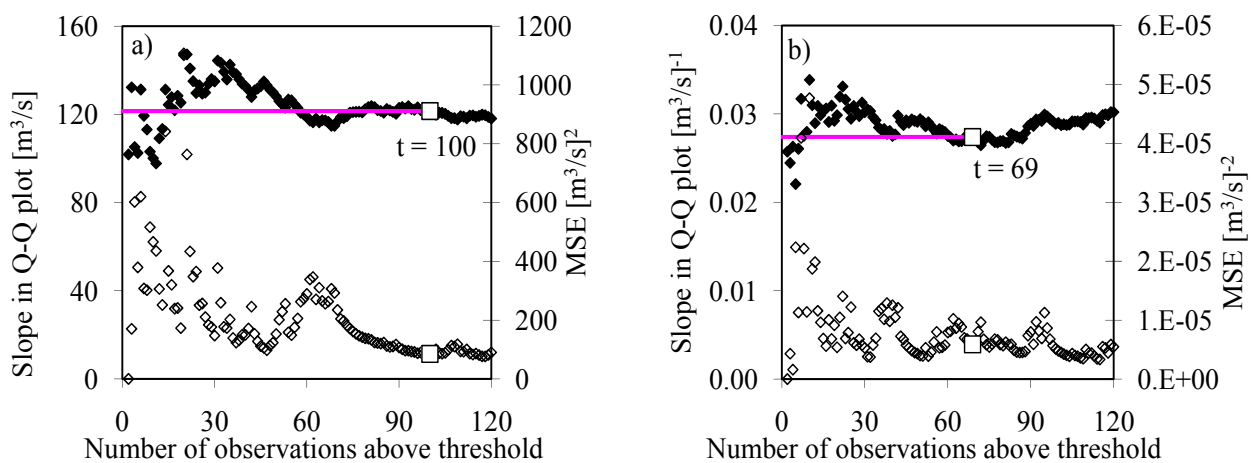 a)
Slope in Q-Q plot [m³/s]
160
120
80
40
0
t = 100
1200
1000
800
600
400
200
0
MSE [m³/s]²
0 30 60 90 120
Number of observations above threshold
b)
Slope in Q-Q plot [m³/s]⁻¹
0.04
0.03
0.02
0.01
0.00
t = 69
6.E-05
5.E-05
4.E-05
3.E-05
2.E-05
1.E-05
0.E+00
MSE [m³/s]⁻²
0 30 60 90 120
Number of observations above threshold